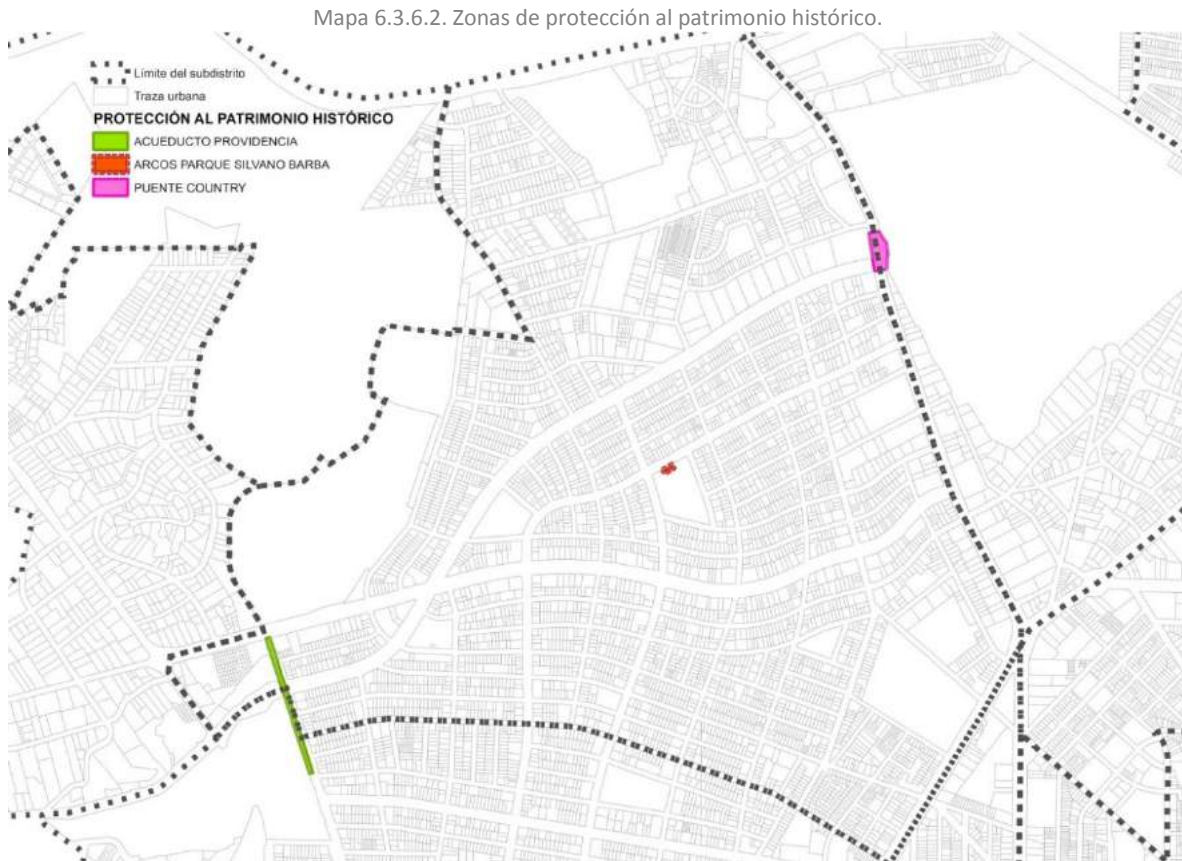 Mapa 6.3.6.2. Zonas de protección al patrimonio histórico.
Límite del subdistrito
Traza urbana
PROTECCIÓN AL PATRIMONIO HISTÓRICO
ACUEDUCTO PROVIDENCIA
ARCOS PARQUE SILVANO BARBA
PUENTE COUNTRY